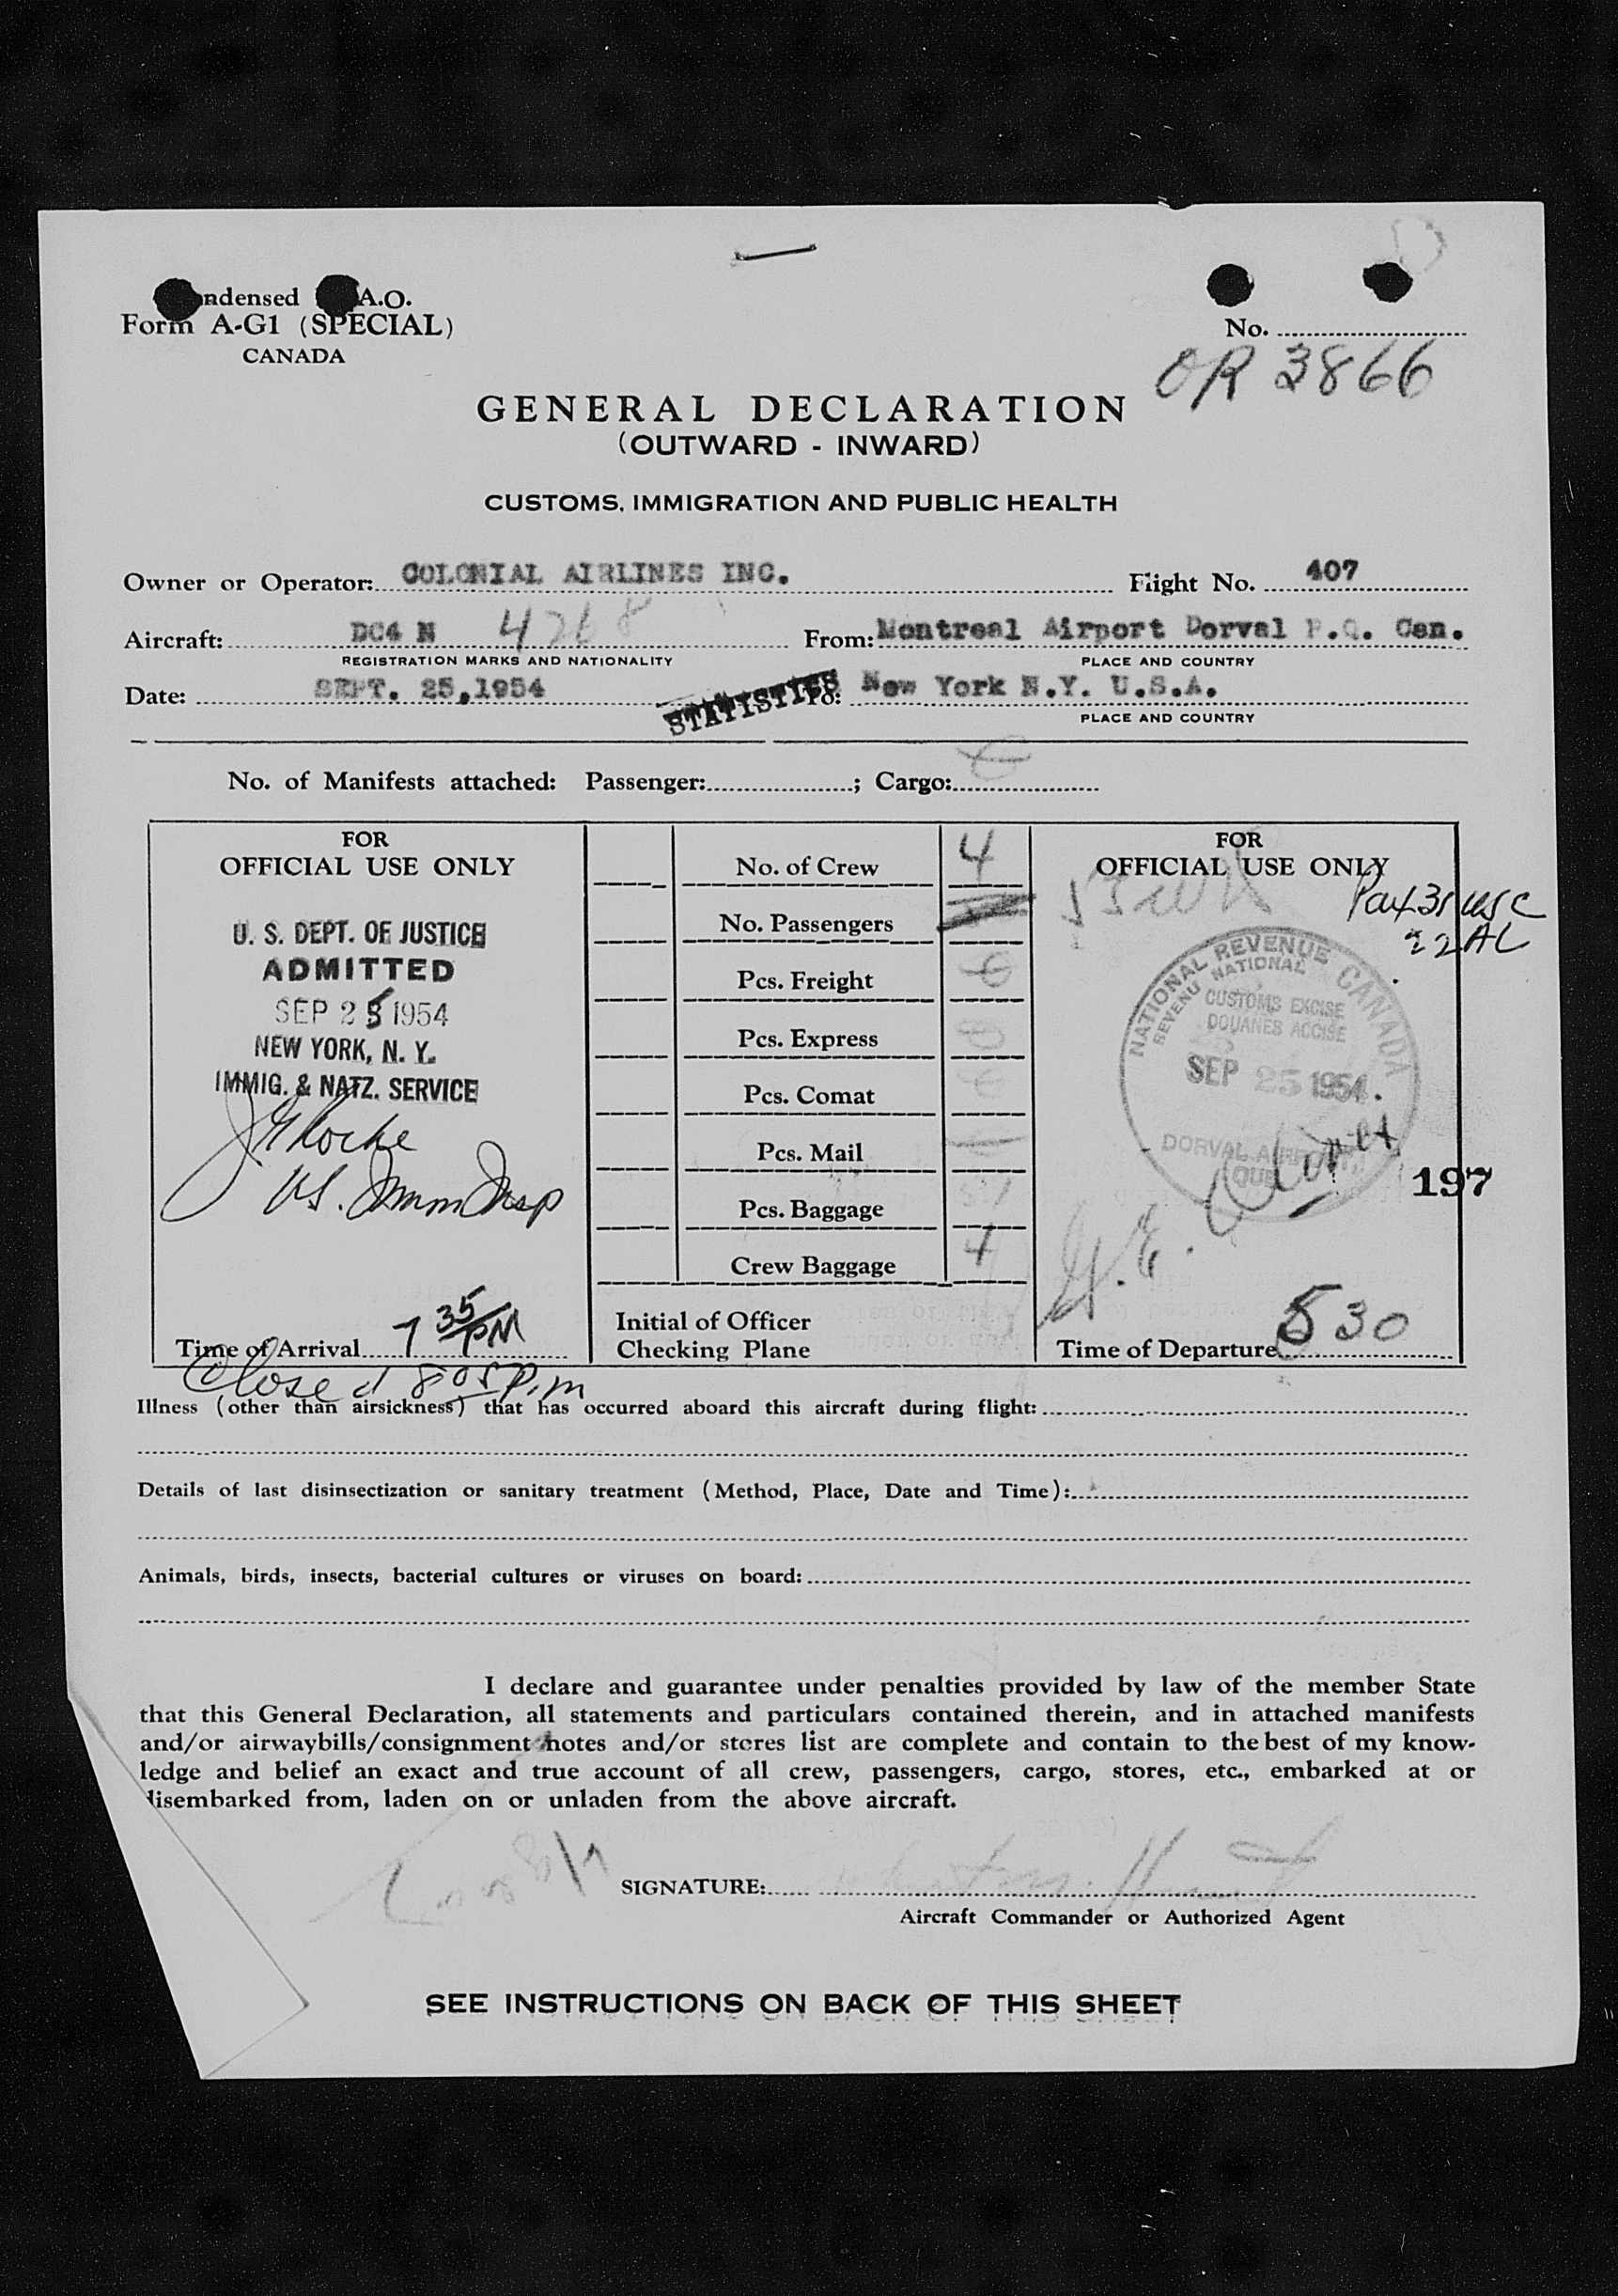 ndensed A.O.
Form A-G1 (SPECIAL)
CANADA
No.
OR 3866
GENERAL DECLARATION
(OUTWARD - INWARD)
CUSTOMS, IMMIGRATION AND PUBLIC HEALTH
Owner or Operator: COLONIAL AIRLINES INC. Flight No. 407
Aircraft: DC4 N 4268 From: Montreal Airport Dorval P.Q. Can.
REGISTRATION MARKS AND NATIONALITY PLACE AND COUNTRY
Date: SEPT. 25,1954 STATISTICS To: New York N.Y. U.S.A.
PLACE AND COUNTRY
No. of Manifests attached: Passenger: ; Cargo:
FOR
OFFICIAL USE ONLY
U. S. DEPT. OF JUSTICE
ADMITTED
SEP 25 1954
NEW YORK, N. Y.
IMMIG. & NATZ. SERVICE
US. Immn Insp
Time of Arrival 7 35 PM
Closed 8 05 P.m
No. of Crew 4
No. Passengers
Pcs. Freight
Pcs. Express
Pcs. Comat
Pcs. Mail
Pcs. Baggage
Crew Baggage 4
Initial of Officer
Checking Plane
FOR
OFFICIAL USE ONLY
22 AL
NATIONAL REVENUE CANADA
REVENU NATIONAL
CUSTOMS EXCISE
DOUANES ACCISE
SEP 25 1954
DORVAL AIRPORT,
QUE
197
Time of Departure 5 30
Illness (other than airsickness) that has occurred aboard this aircraft during flight:
Details of last disinsectization or sanitary treatment (Method, Place, Date and Time):
Animals, birds, insects, bacterial cultures or viruses on board:
I declare and guarantee under penalties provided by law of the member State
that this General Declaration, all statements and particulars contained therein, and in attached manifests
and/or airwaybills/consignment notes and/or stores list are complete and contain to the best of my know-
ledge and belief an exact and true account of all crew, passengers, cargo, stores, etc., embarked at or
disembarked from, laden on or unladen from the above aircraft.
SIGNATURE:
Aircraft Commander or Authorized Agent
SEE INSTRUCTIONS ON BACK OF THIS SHEET